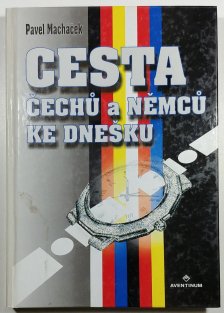 Pavel Machacek
CESTA
ČECHŮ a NĚMCŮ
KE DNEŠKU
AVENTINUM